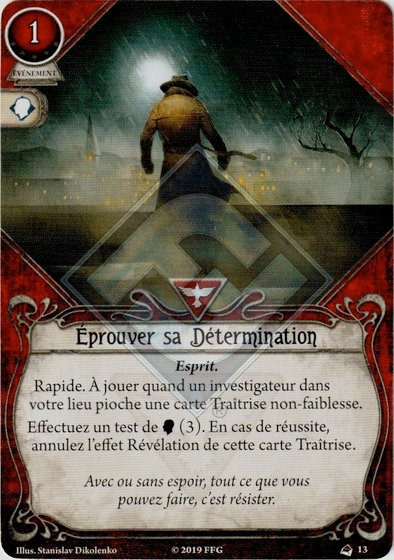 1
ÉVÉNEMENT
Éprouver sa Détermination
Esprit.
Rapide. À jouer quand un investigateur dans
votre lieu pioche une carte Traîtrise non-faiblesse.
Effectuez un test de (3). En cas de réussite,
annulez l'effet Révélation de cette carte Traîtrise.
Avec ou sans espoir, tout ce que vous
pouvez faire, c'est résister.
Illus. Stanislav Dikolenko © 2019 FFG 13